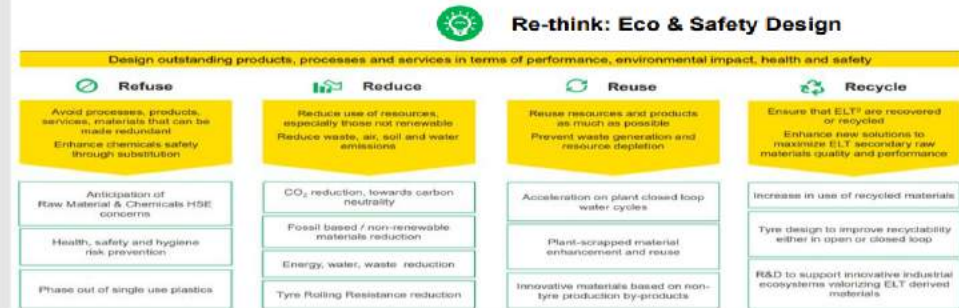 Re-think: Eco & Safety Design
Design outstanding products, processes and services in terms of performance, environmental impact, health and safety
Refuse
Avoid processes, products,
services, materials that can be
made redundant
Enhance chemicals safety
through substitution
Anticipation of
Raw Material & Chemicals HSE
concerns
Health, safety and hygiene
risk prevention
Phase out of single use plastics
Reduce
Reduce use of resources,
especially those not renewable
Reduce waste, air, soil and water
emissions
CO₂ reduction, towards carbon
neutrality
Fossil based / non-renewable
materials reduction
Energy, water, waste reduction
Tyre Rolling Resistance reduction
Reuse
Reuse resources and products
as much as possible
Prevent waste generation and
resource depletion
Acceleration on plant closed loop
water cycles
Plant-scrapped material
enhancement and reuse
Innovative materials based on non-
tyre production by-products
Recycle
Ensure that ELT are recovered
or recycled
Enhance new solutions to
maximize ELT secondary raw
materials quality and performance
Increase in use of recycled materials
Tyre design to improve recyclability
either in open or closed loop
R&D to support innovative industrial
ecosystems valorizing ELT derived
materials